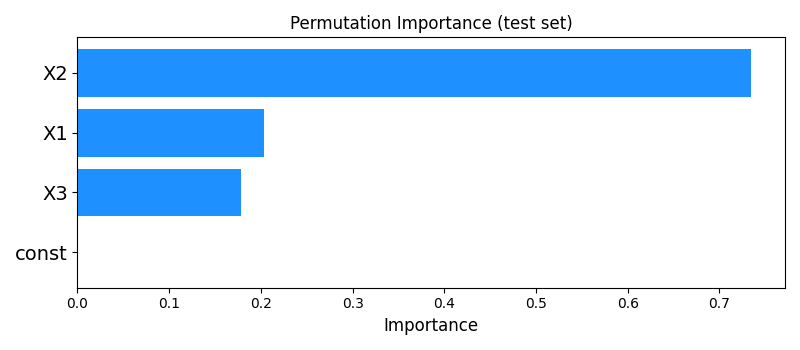 Permutation Importance (test set)
X2
X1
X3
const
0.0 0.1 0.2 0.3 0.4 0.5 0.6 0.7
Importance